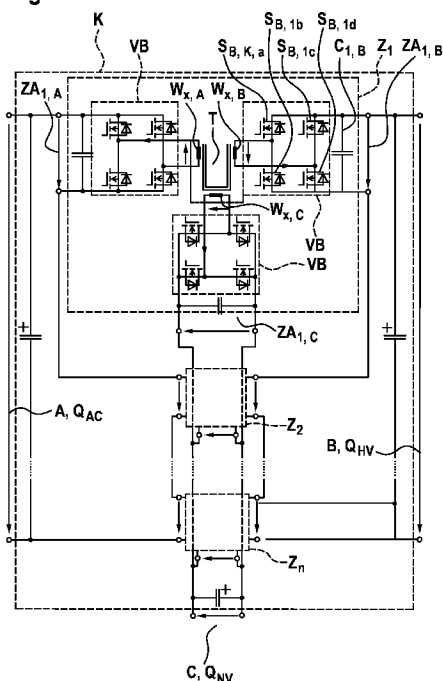 K
VB
W_x, A
W_x, B
S_B, K, a
S_B, 1b
S_B, 1c
S_B, 1d
C_1, B
Z_1
ZA_1, A
ZA_1, B
T
W_x, C
VB
VB
ZA_1, C
+
+
A, Q_AC
B, Q_HV
Z_2
Z_n
+
C, Q_NV